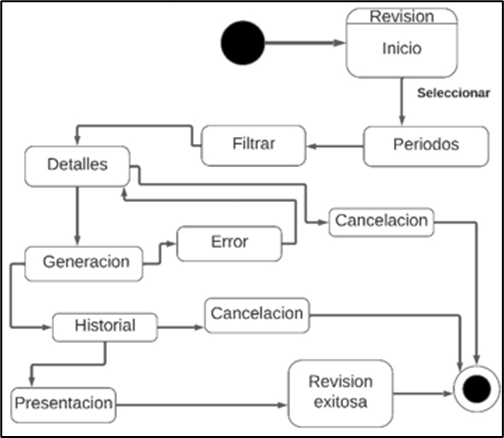 Revision
Inicio
Seleccionar
Filtrar
Periodos
Detalles
Cancelacion
Error
Generacion
Cancelacion
Historial
Revision
exitosa
Presentacion